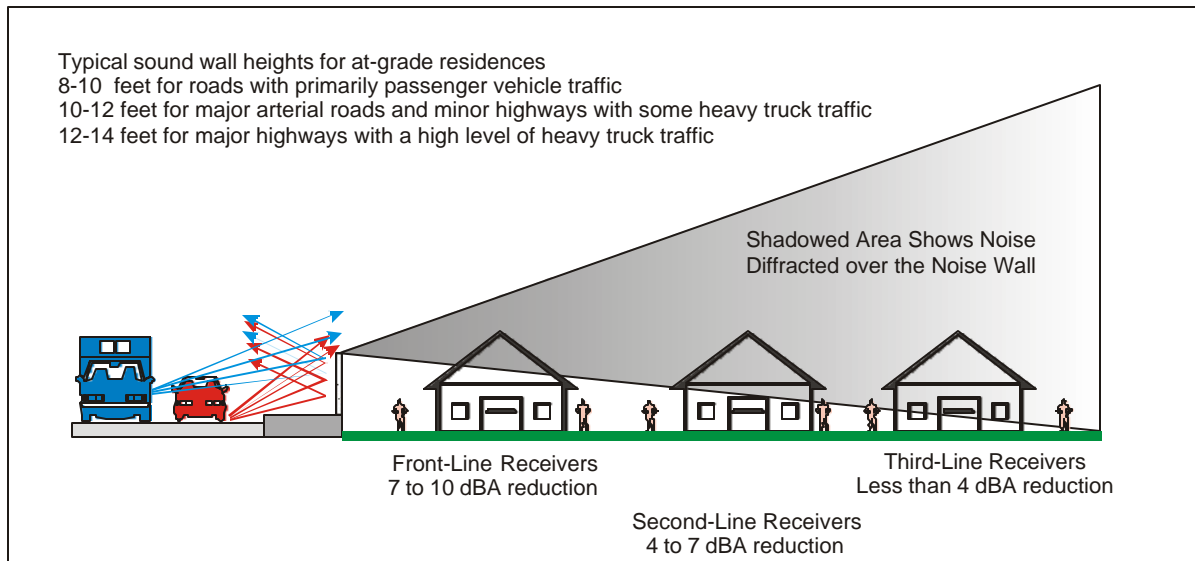 Typical sound wall heights for at-grade residences
8-10 feet for roads with primarily passenger vehicle traffic
10-12 feet for major arterial roads and minor highways with some heavy truck traffic
12-14 feet for major highways with a high level of heavy truck traffic
Shadowed Area Shows Noise
Diffracted over the Noise Wall
Front-Line Receivers
7 to 10 dBA reduction
Second-Line Receivers
4 to 7 dBA reduction
Third-Line Receivers
Less than 4 dBA reduction